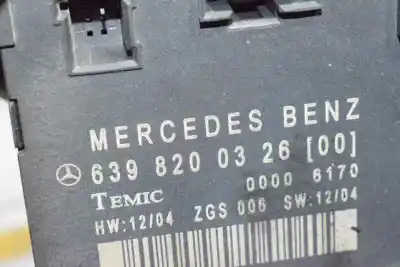 MERCEDES BENZ
639 820 03 26 [00]
TEMIC 0000 6170
HW:12/04 ZGS 006 SW:12/04